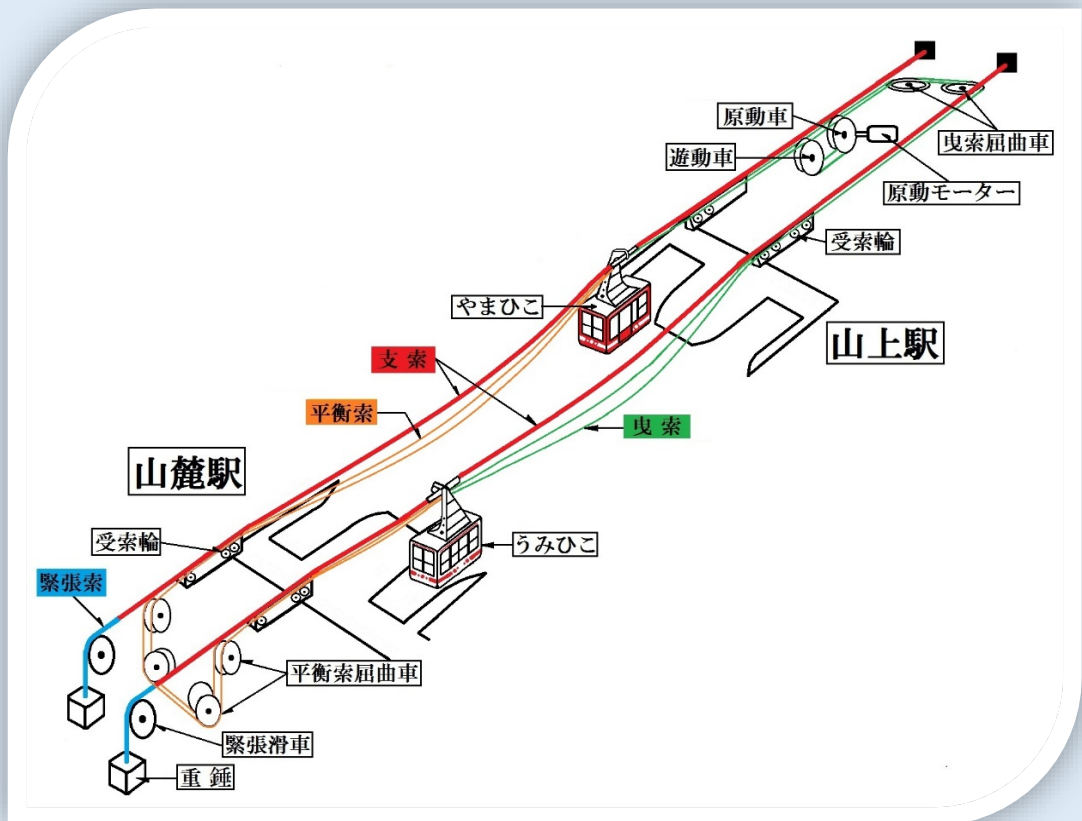 原動車
遊動車
曳索屈曲車
原動モーター
受索輪
やまひこ
山上駅
支索
平衡索
曳索
山麓駅
受索輪
うみひこ
緊張索
平衡索屈曲車
緊張滑車
重錘